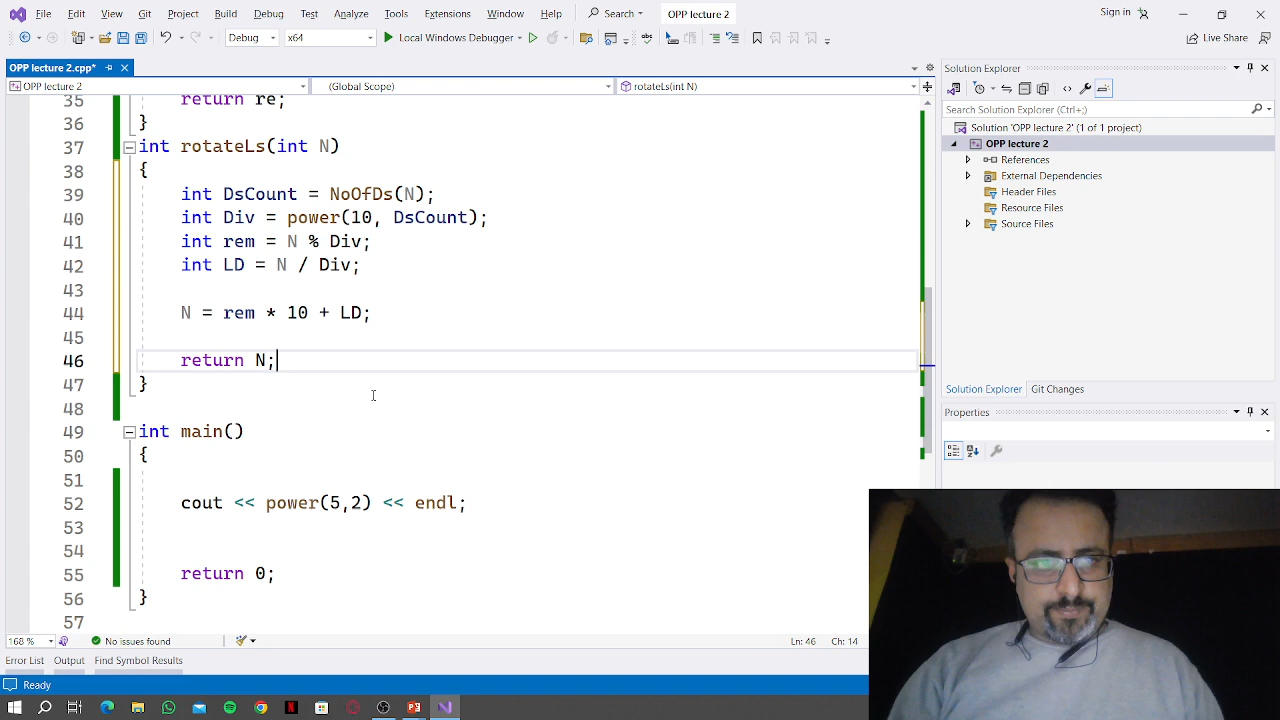 File Edit View Git Project Build Debug Test Analyze Tools Extensions Window Help Search OPP lecture 2 Sign in
Debug x64 Local Windows Debugger Live Share
OPP lecture 2.cpp* Solution Explorer
OPP lecture 2 (Global Scope) rotateLs(int N)
Search Solution Explorer (Ctrl+;)
Solution 'OPP lecture 2' (1 of 1 project)
OPP lecture 2
References
External Dependencies
Header Files
Resource Files
Source Files
35 return re;
36 }
37 int rotateLs(int N)
38 {
39 int DsCount = NoOfDs(N);
40 int Div = power(10, DsCount);
41 int rem = N % Div;
42 int LD = N / Div;
43
44 N = rem * 10 + LD;
45
46 return N;
47 }
48
49 int main()
50 {
51
52 cout << power(5,2) << endl;
53
54
55 return 0;
56 }
57
Solution Explorer Git Changes
Properties
168 % No issues found Ln: 46 Ch: 14
Error List Output Find Symbol Results
Ready